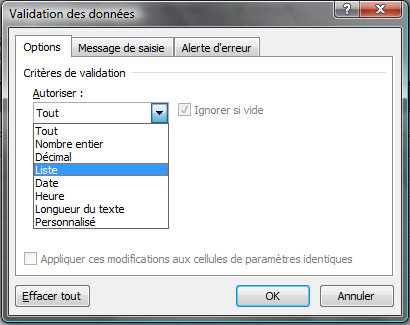 Validation des données
Options Message de saisie Alerte d'erreur
Critères de validation
Autoriser :
Tout Ignorer si vide
Tout
Nombre entier
Décimal
Liste
Date
Heure
Longueur du texte
Personnalisé
Appliquer ces modifications aux cellules de paramètres identiques
Effacer tout OK Annuler